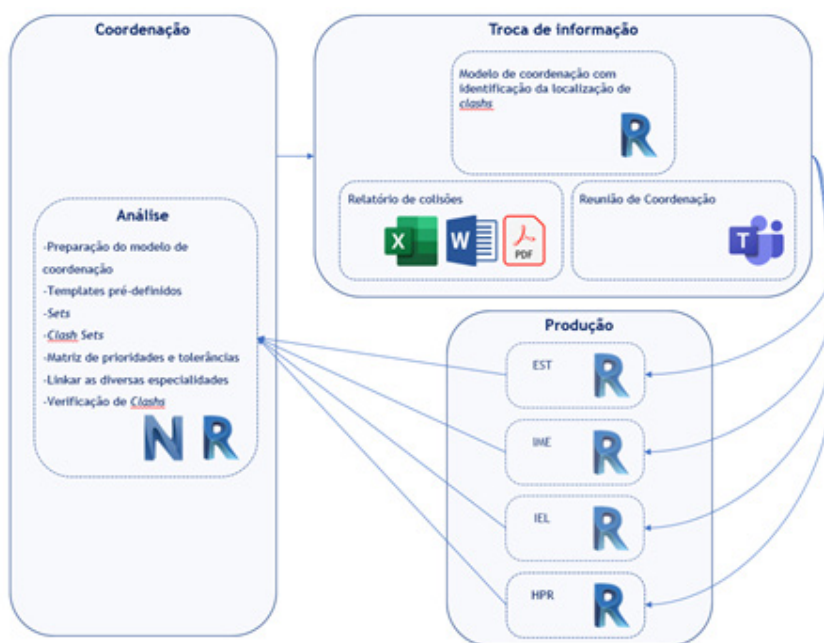 Coordenação
Análise
-Preparação do modelo de
coordenação
-Templates pré-definidos
-Sets
-Clash Sets
-Matriz de prioridades e tolerâncias
-Linkar as diversas especialidades
-Verificação de Clashs
N R
Troca de informação
Modelo de coordenação com
identificação da localização de
clashs
R
Relatório de colisões
X W PDF
Reunião de Coordenação
T
Produção
EST R
IME R
IEL R
HPR R